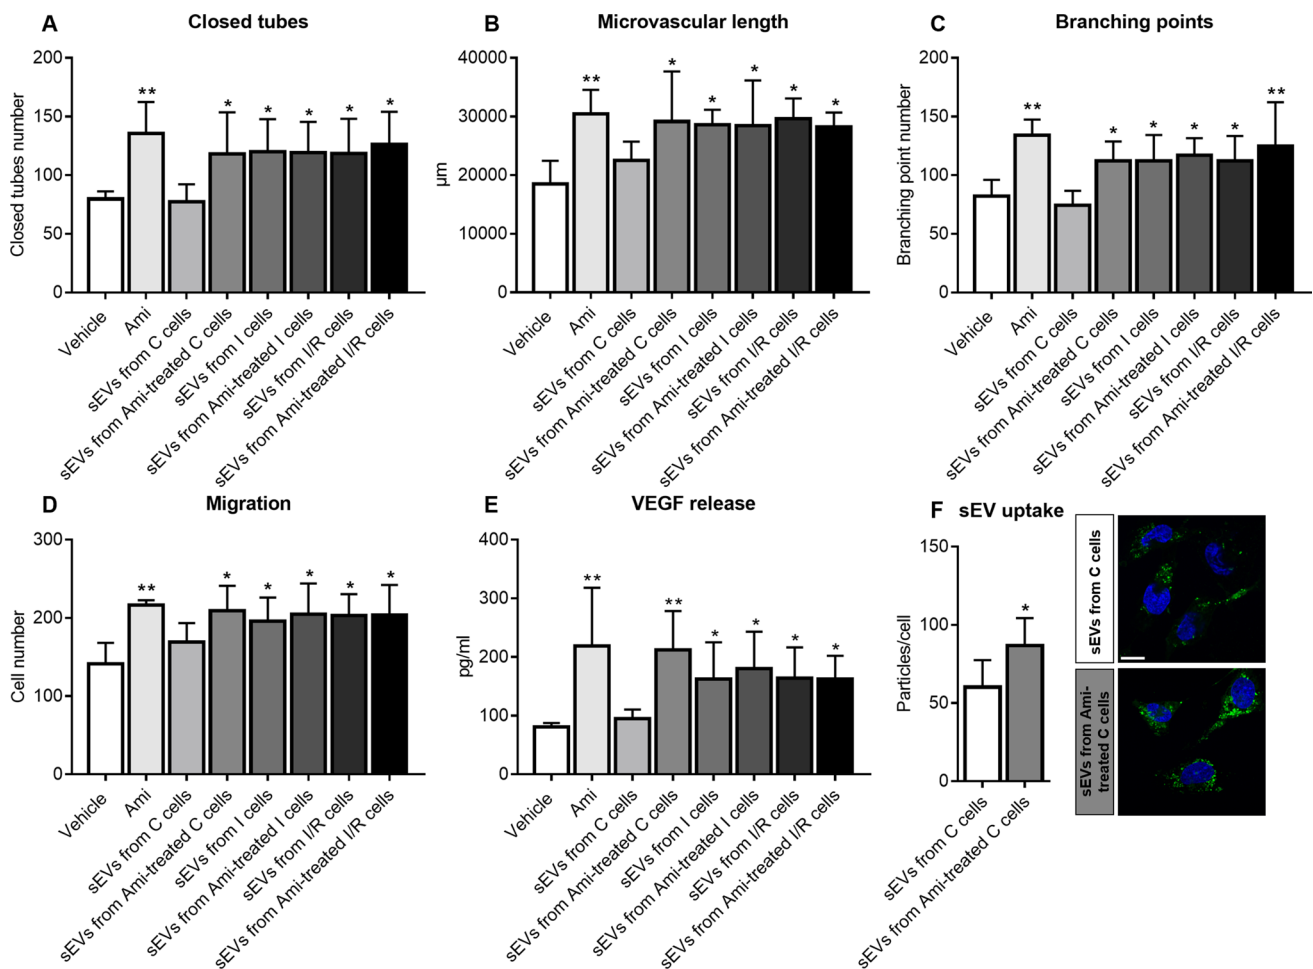 A Closed tubes
Closed tubes number
200
150
100
50
0
Vehicle
Ami
sEVs from C cells
sEVs from Ami-treated C cells
sEVs from I cells
sEVs from Ami-treated I cells
sEVs from I/R cells
sEVs from Ami-treated I/R cells
** * * * * *
B Microvascular length
µm
40000
30000
20000
10000
0
Vehicle
Ami
sEVs from C cells
sEVs from Ami-treated C cells
sEVs from I cells
sEVs from Ami-treated I cells
sEVs from I/R cells
sEVs from Ami-treated I/R cells
** * * * * *
C Branching points
Branching point number
200
150
100
50
0
Vehicle
Ami
sEVs from C cells
sEVs from Ami-treated C cells
sEVs from I cells
sEVs from Ami-treated I cells
sEVs from I/R cells
sEVs from Ami-treated I/R cells
** * * * * **
D Migration
Cell number
300
200
100
0
Vehicle
Ami
sEVs from C cells
sEVs from Ami-treated C cells
sEVs from I cells
sEVs from Ami-treated I cells
sEVs from I/R cells
sEVs from Ami-treated I/R cells
** * * * * *
E VEGF release
pg/ml
400
300
200
100
0
Vehicle
Ami
sEVs from C cells
sEVs from Ami-treated C cells
sEVs from I cells
sEVs from Ami-treated I cells
sEVs from I/R cells
sEVs from Ami-treated I/R cells
** ** * * * *
F sEV uptake
Particles/cell
150
100
50
0
sEVs from C cells
sEVs from Ami-treated C cells
*
sEVs from C cells
sEVs from Ami-
treated C cells